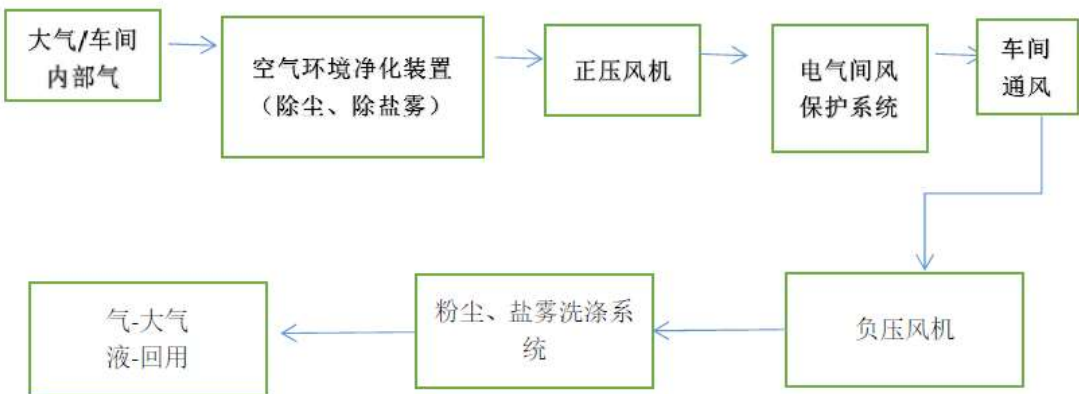 大气/车间
内部气
空气环境净化装置
（除尘、除盐雾）
正压风机
电气间风
保护系统
车间
通风
负压风机
粉尘、盐雾洗涤系
统
气-大气
液-回用